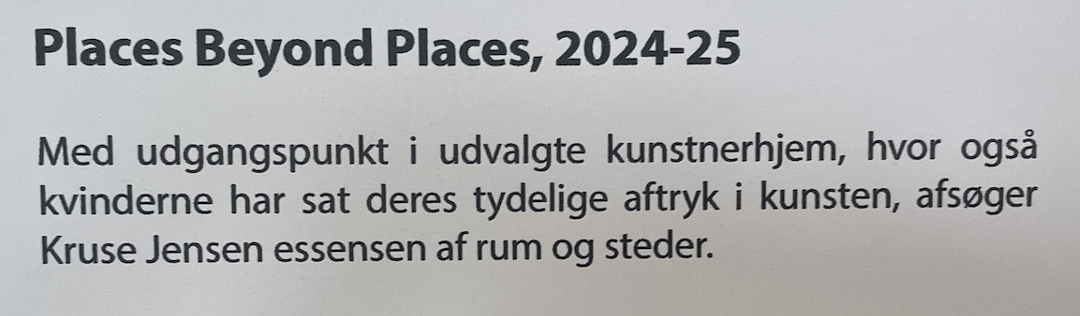 Places Beyond Places, 2024-25
Med udgangspunkt i udvalgte kunstnerhjem, hvor også
kvinderne har sat deres tydelige aftryk i kunsten, afsøger
Kruse Jensen essensen af rum og steder.